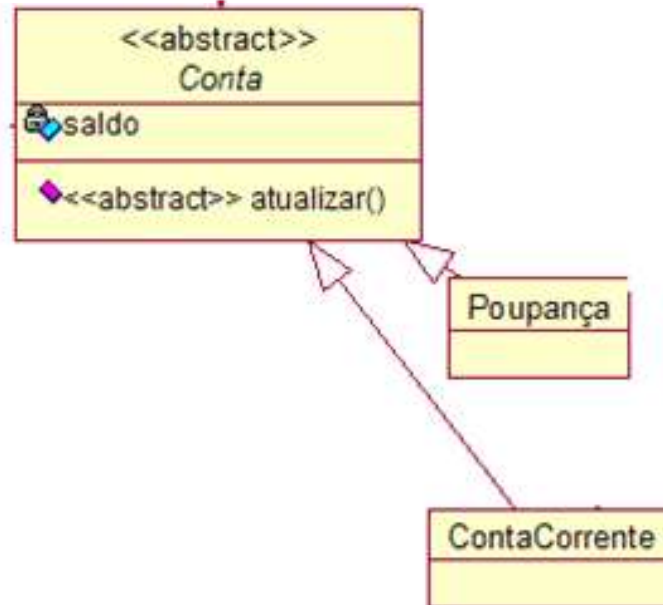 <<abstract>>
Conta
saldo
<<abstract>> atualizar()
Poupança
ContaCorrente